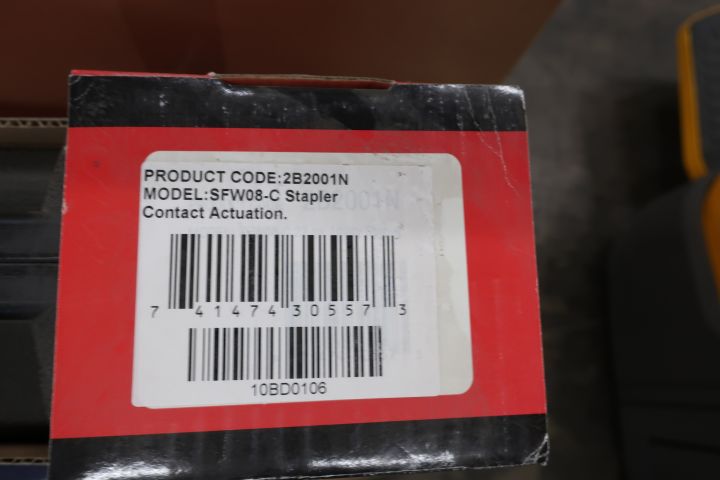 PRODUCT CODE:2B2001N
MODEL:SFW08-C Stapler
Contact Actuation.
7 41474 30557 3
10BD0106